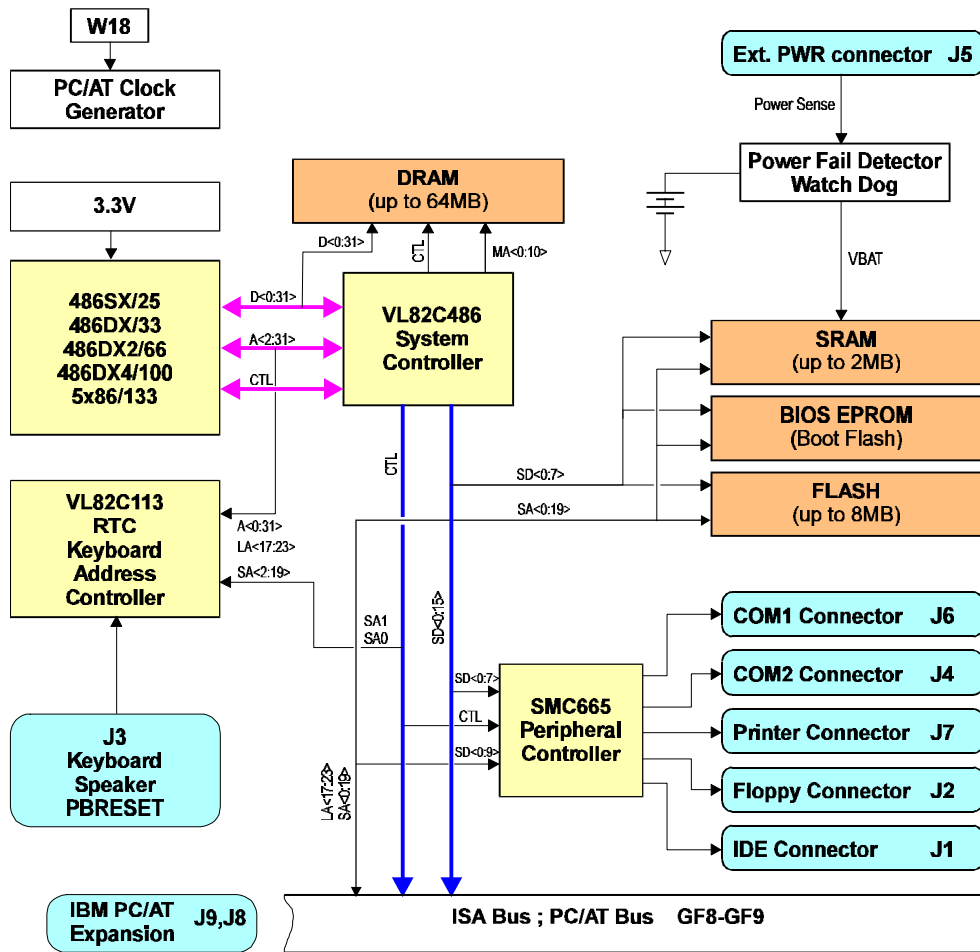 W18
PC/AT Clock
Generator
Ext. PWR connector J5
Power Sense
Power Fail Detector
Watch Dog
VBAT
3.3V
DRAM
(up to 64MB)
D<0:31>
CTL
MA<0:10>
486SX/25
486DX/33
486DX2/66
486DX4/100
5x86/133
D<0:31>
A<2:31>
CTL
VL82C486
System
Controller
SRAM
(up to 2MB)
BIOS EPROM
(Boot Flash)
FLASH
(up to 8MB)
CTL
SD<0:7>
SA<0:19>
VL82C113
RTC
Keyboard
Address
Controller
A<0:31>
LA<17:23>
SA<2:19>
SA1
SA0
SD<0:15>
SD<0:7>
CTL
SD<0:9>
SMC665
Peripheral
Controller
COM1 Connector J6
COM2 Connector J4
Printer Connector J7
Floppy Connector J2
IDE Connector J1
J3
Keyboard
Speaker
PBRESET
LA<17:23>
SA<0:19>
IBM PC/AT J9,J8
Expansion
ISA Bus ; PC/AT Bus GF8-GF9